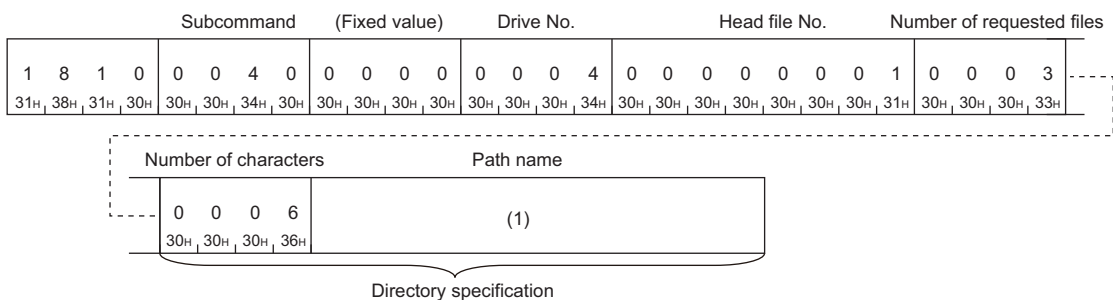 Subcommand (Fixed value) Drive No. Head file No. Number of requested files
1 8 1 0 0 0 4 0 0 0 0 0 0 0 0 4 0 0 0 0 0 0 0 1 0 0 0 3
31H 38H 31H 30H 30H 30H 34H 30H 30H 30H 30H 30H 30H 30H 30H 34H 30H 30H 30H 30H 30H 30H 30H 31H 30H 30H 30H 33H
Number of characters Path name
0 0 0 6 (1)
30H 30H 30H 36H
Directory specification